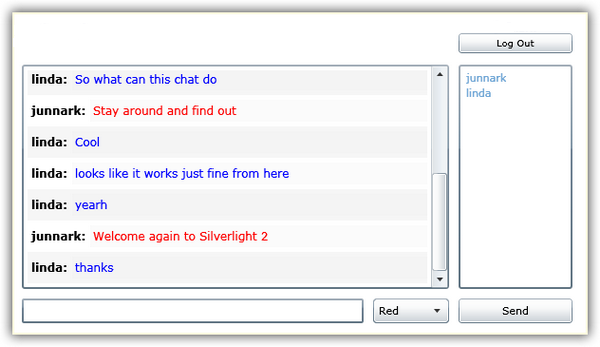 Log Out
linda: So what can this chat do
junnark: Stay around and find out
linda: Cool
linda: looks like it works just fine from here
linda: yearh
junnark: Welcome again to Silverlight 2
linda: thanks
junnark
linda
Red
Send